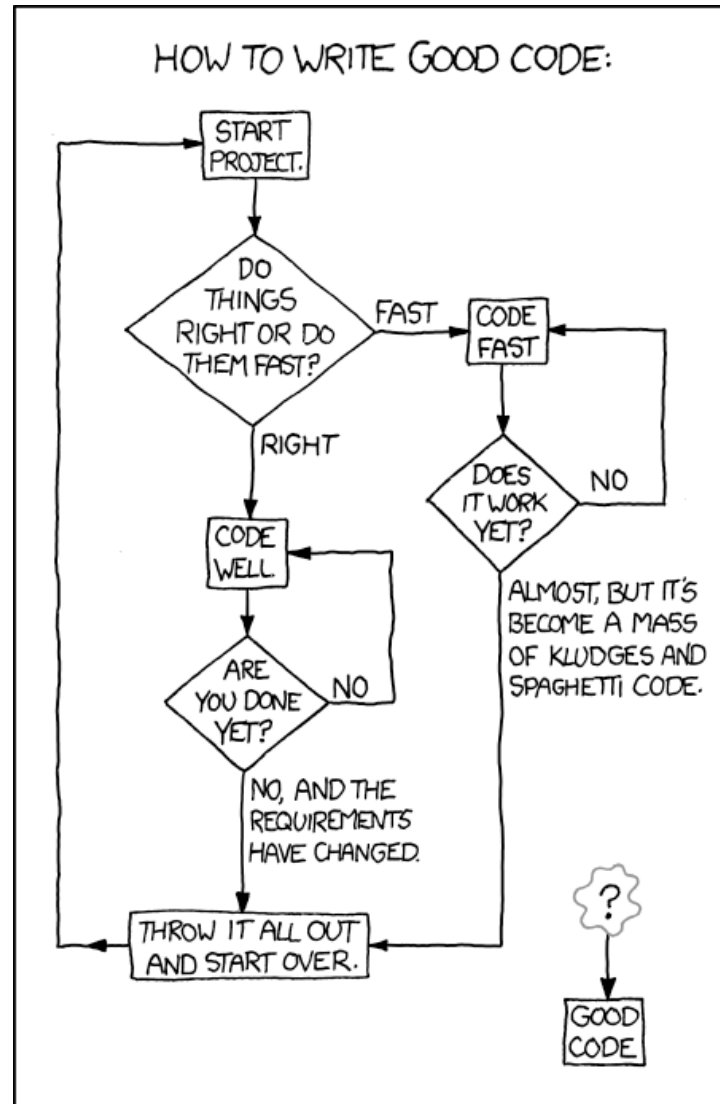 HOW TO WRITE GOOD CODE:
START
PROJECT.
DO
THINGS
RIGHT OR DO
THEM FAST?
FAST
CODE
FAST
RIGHT
DOES
IT WORK
YET?
NO
CODE
WELL.
ALMOST, BUT IT'S
BECOME A MASS
OF KLUDGES AND
SPAGHETTI CODE.
ARE
YOU DONE
YET?
NO
NO, AND THE
REQUIREMENTS
HAVE CHANGED.
THROW IT ALL OUT
AND START OVER.
?
GOOD
CODE